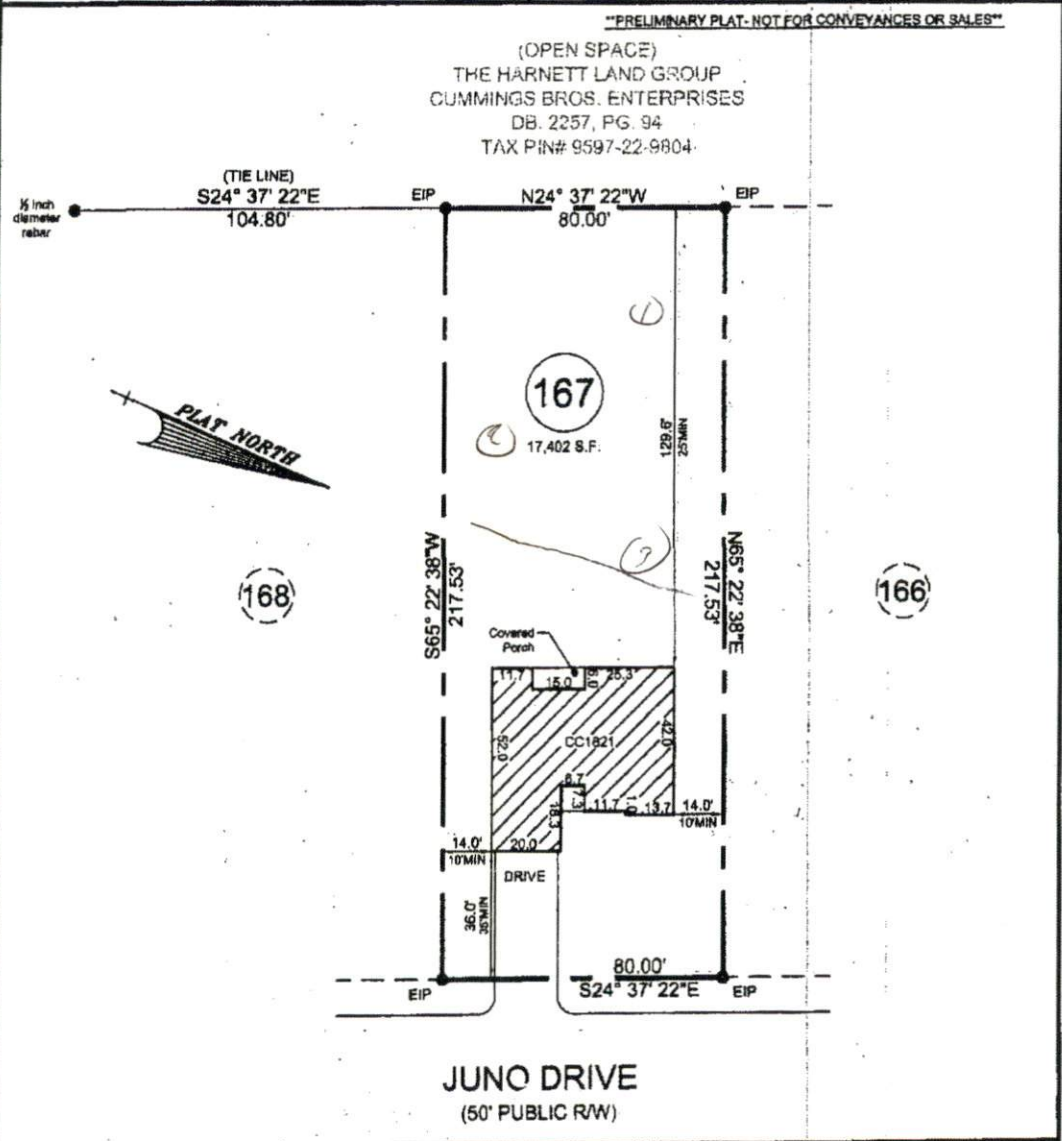 **PRELIMINARY PLAT- NOT FOR CONVEYANCES OR SALES**
(OPEN SPACE)
THE HARNETT LAND GROUP
CUMMINGS BROS. ENTERPRISES
DB. 2257, PG. 94
TAX PIN# 9597-22-9804
(TIE LINE)
S24° 37' 22"E
104.80'
½ Inch
diameter
rebar
EIP
N24° 37' 22"W
80.00'
EIP
1
167
2
17,402 S.F.
129.6'
25'MIN
PLAT NORTH
3
S65° 22' 38"W
217.53'
N65° 22' 38"E
217.53'
168
166
Covered
Porch
11.7
15.0
6.0
25.3
52.0
CC1821
42.0
6.7
7.3
11.7
1.0
13.7
14.0'
10'MIN
18.3
14.0'
10'MIN
20.0
DRIVE
36.0'
35'MIN
80.00'
S24° 37' 22"E
EIP
EIP
JUNO DRIVE
(50' PUBLIC R/W)